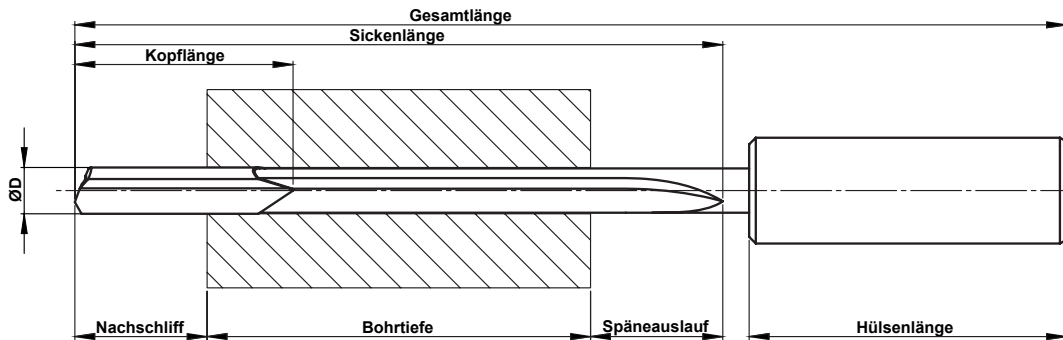 Gesamtlänge
Sickenlänge
Kopflänge
ØD
Nachschliff
Bohrtiefe
Späneauslauf
Hülsenlänge